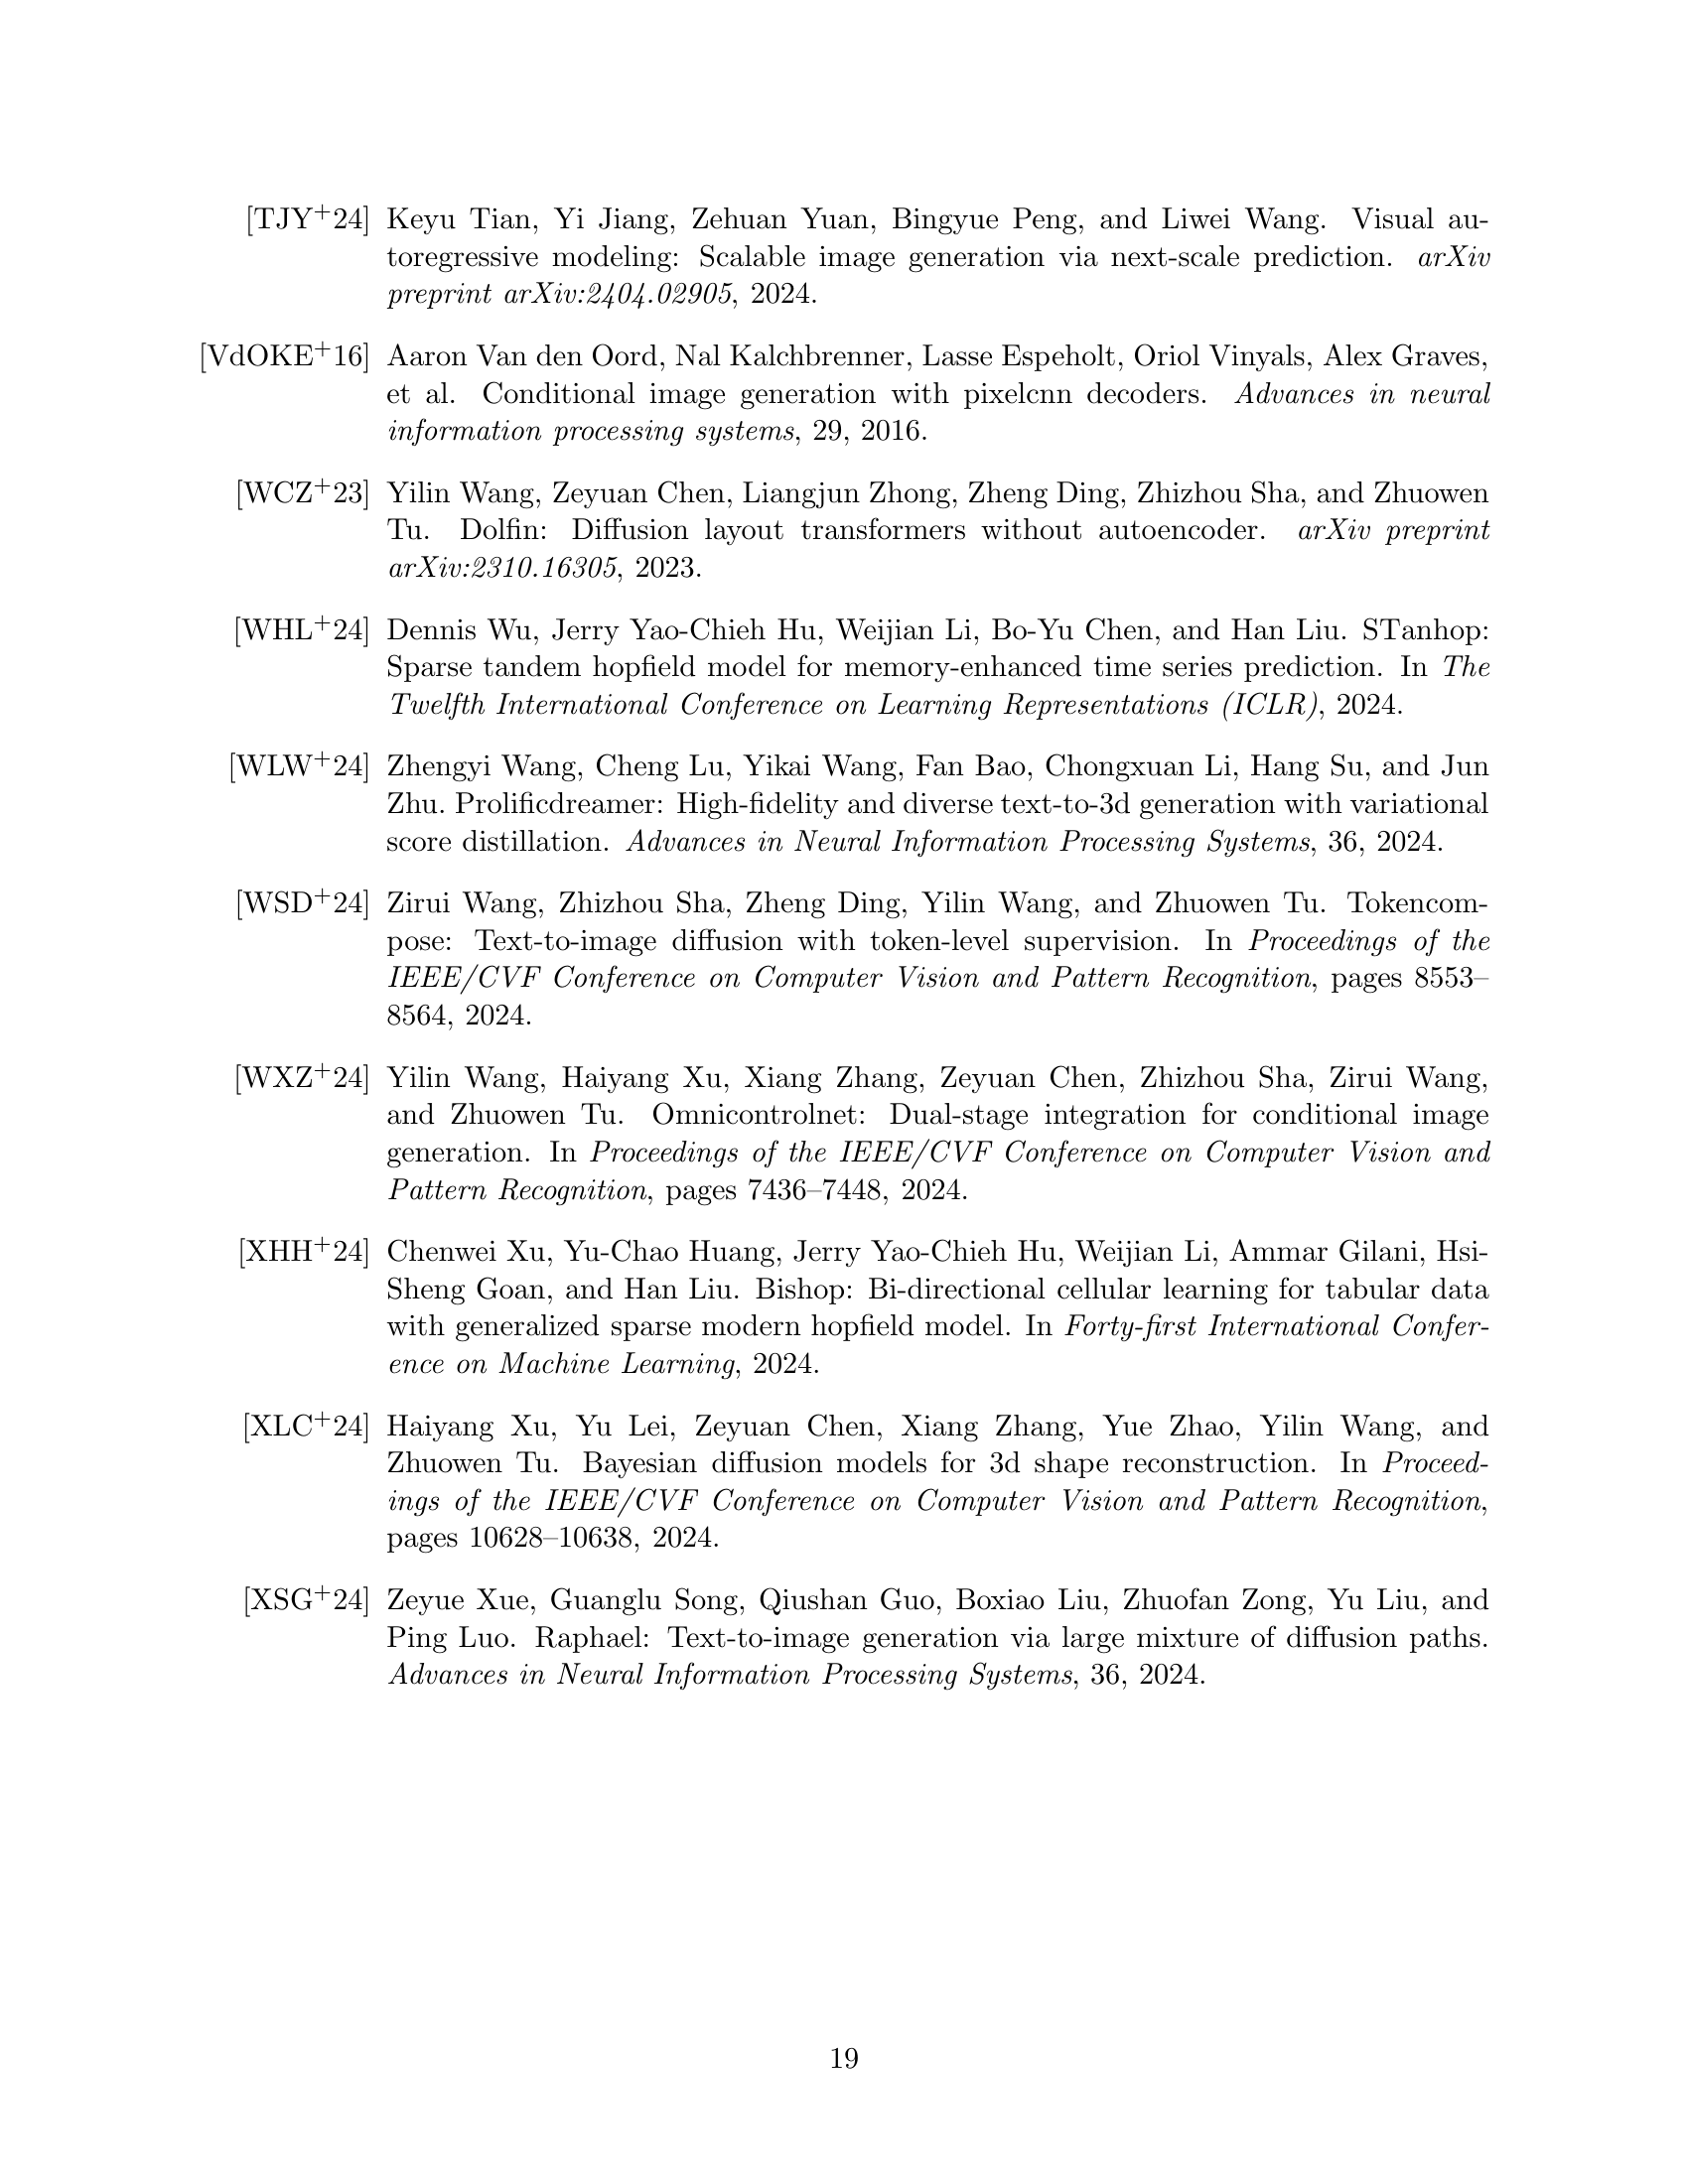 [TJY+24] Keyu Tian, Yi Jiang, Zehuan Yuan, Bingyue Peng, and Liwei Wang. Visual au-
toregressive modeling: Scalable image generation via next-scale prediction. arXiv
preprint arXiv:2404.02905, 2024.
[VdOKE+16] Aaron Van den Oord, Nal Kalchbrenner, Lasse Espeholt, Oriol Vinyals, Alex Graves,
et al. Conditional image generation with pixelcnn decoders. Advances in neural
information processing systems, 29, 2016.
[WCZ+23] Yilin Wang, Zeyuan Chen, Liangjun Zhong, Zheng Ding, Zhizhou Sha, and Zhuowen
Tu. Dolfin: Diffusion layout transformers without autoencoder. arXiv preprint
arXiv:2310.16305, 2023.
[WHL+24] Dennis Wu, Jerry Yao-Chieh Hu, Weijian Li, Bo-Yu Chen, and Han Liu. STanhop:
Sparse tandem hopfield model for memory-enhanced time series prediction. In The
Twelfth International Conference on Learning Representations (ICLR), 2024.
[WLW+24] Zhengyi Wang, Cheng Lu, Yikai Wang, Fan Bao, Chongxuan Li, Hang Su, and Jun
Zhu. Prolificdreamer: High-fidelity and diverse text-to-3d generation with variational
score distillation. Advances in Neural Information Processing Systems, 36, 2024.
[WSD+24] Zirui Wang, Zhizhou Sha, Zheng Ding, Yilin Wang, and Zhuowen Tu. Tokencom-
pose: Text-to-image diffusion with token-level supervision. In Proceedings of the
IEEE/CVF Conference on Computer Vision and Pattern Recognition, pages 8553–
8564, 2024.
[WXZ+24] Yilin Wang, Haiyang Xu, Xiang Zhang, Zeyuan Chen, Zhizhou Sha, Zirui Wang,
and Zhuowen Tu. Omnicontrolnet: Dual-stage integration for conditional image
generation. In Proceedings of the IEEE/CVF Conference on Computer Vision and
Pattern Recognition, pages 7436–7448, 2024.
[XHH+24] Chenwei Xu, Yu-Chao Huang, Jerry Yao-Chieh Hu, Weijian Li, Ammar Gilani, Hsi-
Sheng Goan, and Han Liu. Bishop: Bi-directional cellular learning for tabular data
with generalized sparse modern hopfield model. In Forty-first International Confer-
ence on Machine Learning, 2024.
[XLC+24] Haiyang Xu, Yu Lei, Zeyuan Chen, Xiang Zhang, Yue Zhao, Yilin Wang, and
Zhuowen Tu. Bayesian diffusion models for 3d shape reconstruction. In Proceed-
ings of the IEEE/CVF Conference on Computer Vision and Pattern Recognition,
pages 10628–10638, 2024.
[XSG+24] Zeyue Xue, Guanglu Song, Qiushan Guo, Boxiao Liu, Zhuofan Zong, Yu Liu, and
Ping Luo. Raphael: Text-to-image generation via large mixture of diffusion paths.
Advances in Neural Information Processing Systems, 36, 2024.
19